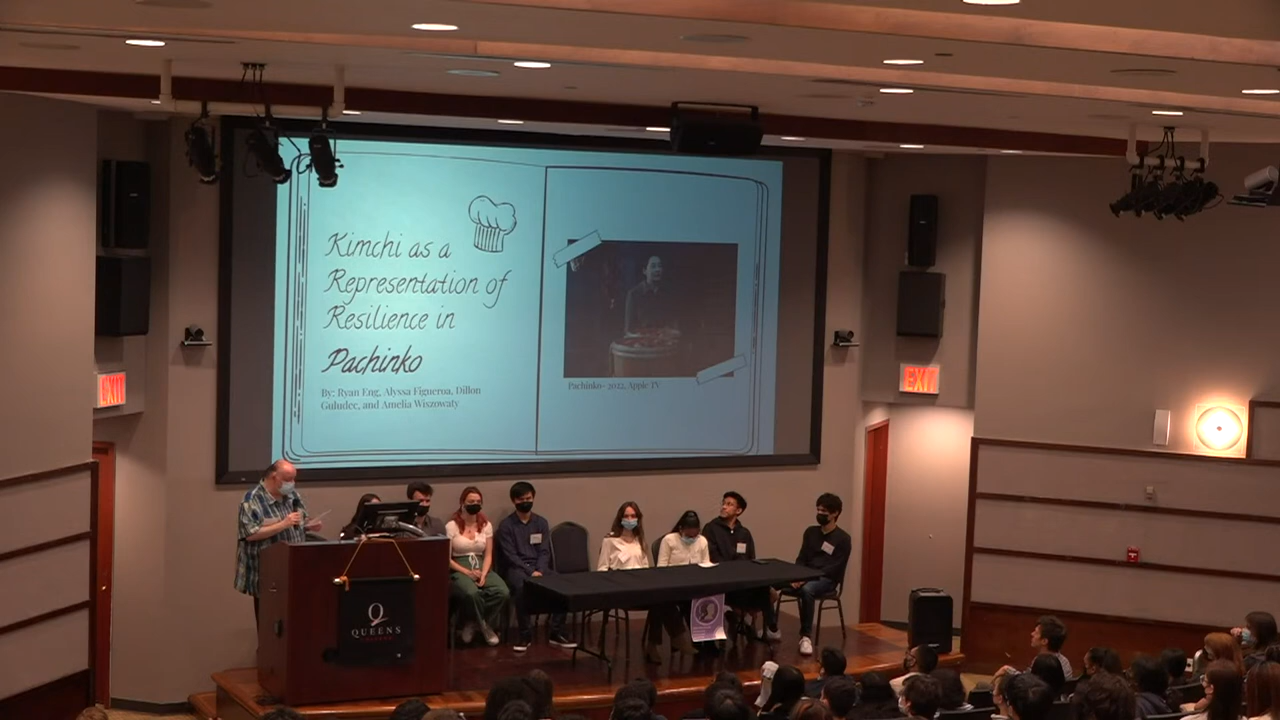 Kimchi as a
Representation of
Resilience in
Pachinko
By: Ryan Eng, Alyssa Figueroa, Dillon
Guludec, and Amelia Wiszowaty
Pachinko- 2022, Apple TV
EXIT
EXIT
Q
QUEENS
COLLEGE